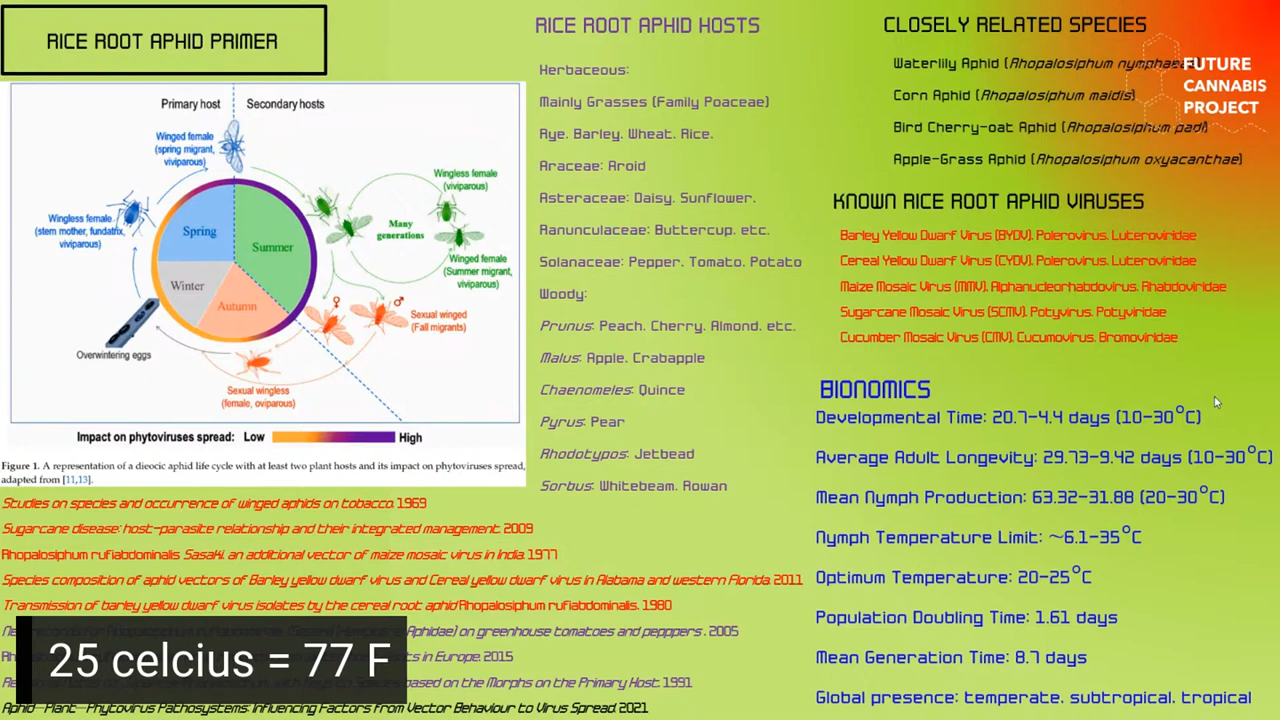 RICE ROOT APHID PRIMER
Primary host
Secondary hosts
Winged female
(spring migrant,
viviparous)
Wingless female
(viviparous)
Wingless female
(stem mother, fundatrix,
viviparous)
Spring
Summer
Many
generations
Winged female
(Summer migrant,
viviparous)
Winter
Autumn
♀
♂
Sexual winged
(Fall migrants)
Overwintering eggs
Sexual wingless
(female, oviparous)
Impact on phytoviruses spread: Low High
Figure 1. A representation of a dieocic aphid life cycle with at least two plant hosts and its impact on phytoviruses spread,
adapted from [11,13].
Studies on species and occurrence of winged aphids on tobacco. 1969
Sugarcane disease: host-parasite relationship and their integrated management. 2009
Rhopalosiphum rufiabdominalis Sasaki, an additional vector of maize mosaic virus in India. 1977
Species composition of aphid vectors of Barley yellow dwarf virus and Cereal yellow dwarf virus in Alabama and western Florida. 2011
Transmission of barley yellow dwarf virus isolates by the cereal root aphid Rhopalosiphum rufiabdominalis. 1980
Aphidae) on greenhouse tomatoes and pepppers . 2005
in Europe. 2015
based on the Morphs on the Primary Host. 1991
Aphid-Plant-Phytovirus Pathosystems: Influencing Factors from Vector Behaviour to Virus Spread. 2021
25 celcius = 77 F
RICE ROOT APHID HOSTS
Herbaceous:
Mainly Grasses (Family Poaceae)
Rye, Barley, Wheat, Rice,
Araceae: Aroid
Asteraceae: Daisy, Sunflower,
Ranunculaceae: Buttercup, etc.
Solanaceae: Pepper, Tomato, Potato
Woody:
Prunus: Peach, Cherry, Almond, etc.
Malus: Apple, Crabapple
Chaenomeles: Quince
Pyrus: Pear
Rhodotypos: Jetbead
Sorbus: Whitebeam, Rowan
CLOSELY RELATED SPECIES
Waterlily Aphid (Rhopalosiphum
Corn Aphid (Rhopalosiphum maidis)
Bird Cherry-oat Aphid (Rhopalosiphum padi)
Apple-Grass Aphid (Rhopalosiphum oxyacanthae)
FUTURE
CANNABIS
PROJECT
KNOWN RICE ROOT APHID VIRUSES
Barley Yellow Dwarf Virus (BYDV), Polerovirus, Luteroviridae
Cereal Yellow Dwarf Virus (CYDV), Polerovirus, Luteroviridae
Maize Mosaic Virus (MMV), Alphanucleorhabdovirus, Rhabdoviridae
Sugarcane Mosaic Virus (SCMV), Potyvirus, Potyviridae
Cucumber Mosaic Virus (CMV), Cucumovirus, Bromoviridae
BIONOMICS
Developmental Time: 20.7-4.4 days (10-30°C)
Average Adult Longevity: 29.73-9.42 days (10-30°C)
Mean Nymph Production: 63.32-31.88 (20-30°C)
Nymph Temperature Limit: ~6.1-35°C
Optimum Temperature: 20-25°C
Population Doubling Time: 1.61 days
Mean Generation Time: 8.7 days
Global presence: temperate, subtropical, tropical